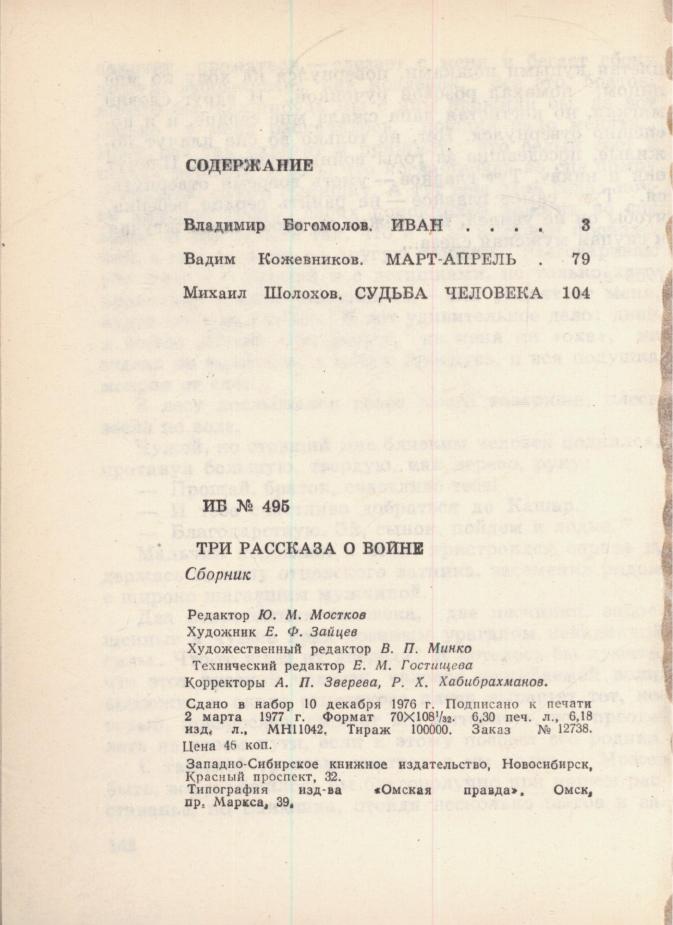 СОДЕРЖАНИЕ
Владимир Богомолов. ИВАН . . . . . 3
Вадим Кожевников. МАРТ-АПРЕЛЬ . 79
Михаил Шолохов. СУДЬБА ЧЕЛОВЕКА 104
ИБ № 495
ТРИ РАССКАЗА О ВОЙНЕ
Сборник
Редактор Ю. М. Мостков
Художник Е. Ф. Зайцев
Художественный редактор В. П. Минко
Технический редактор Е. М. Гостищева
Корректоры А. П. Зверева, Р. Х. Хабибрахманов.
Сдано в набор 10 декабря 1976 г. Подписано к печати
2 марта 1977 г. Формат 70X108¹/₃₂. 6,30 печ. л., 6,18
изд. л., МН11042. Тираж 100000. Заказ № 12738.
Цена 46 коп.
Западно-Сибирское книжное издательство, Новосибирск,
Красный проспект, 32.
Типография изд-ва «Омская правда». Омск,
пр. Маркса, 39.